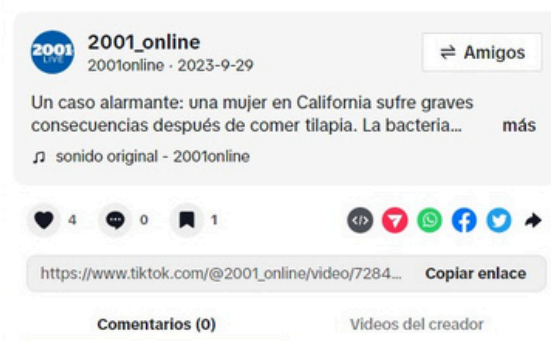 2001 LIVE
2001_online
2001online · 2023-9-29
Amigos
Un caso alarmante: una mujer en California sufre graves
consecuencias después de comer tilapia. La bacteria... más
sonido original - 2001online
4 0 1
https://www.tiktok.com/@2001_online/video/7284... Copiar enlace
Comentarios (0) Videos del creador